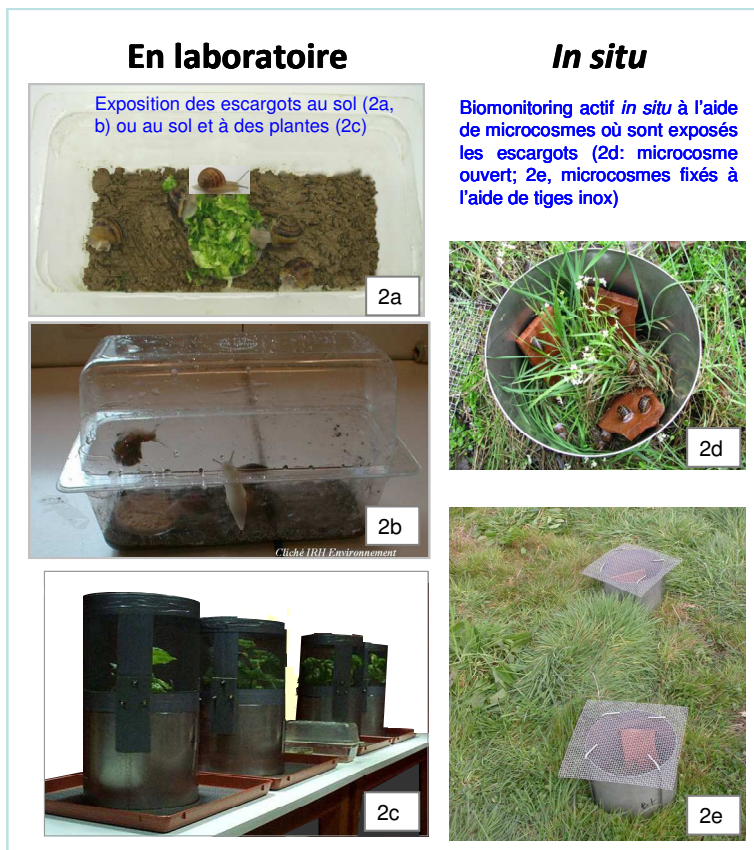 En laboratoire
Exposition des escargots au sol (2a,
b) ou au sol et à des plantes (2c)
2a
2b
Cliché IRH Environnement
2c
In situ
Biomonitoring actif in situ à l'aide
de microcosmes où sont exposés
les escargots (2d: microcosme
ouvert; 2e, microcosmes fixés à
l'aide de tiges inox)
2d
2e